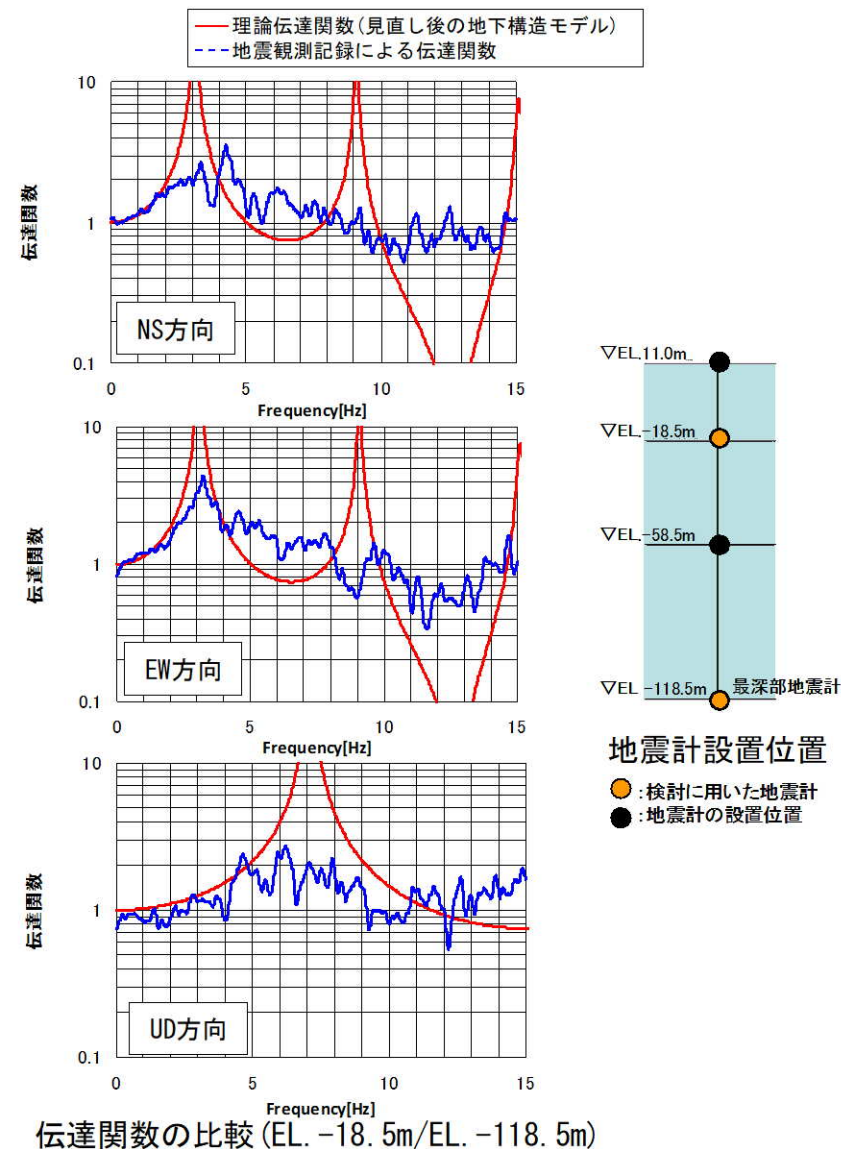 理論伝達関数(見直し後の地下構造モデル)
地震観測記録による伝達関数
10
1
0.1
伝達関数
NS方向
0 5 10 15
Frequency[Hz]
10
1
0.1
伝達関数
EW方向
0 5 10 15
Frequency[Hz]
10
1
0.1
伝達関数
UD方向
0 5 10 15
Frequency[Hz]
伝達関数の比較(EL.-18.5m/EL.-118.5m)
▽EL.11.0m
▽EL.-18.5m
▽EL.-58.5m
▽EL -118.5m 最深部地震計
地震計設置位置
:検討に用いた地震計
:地震計の設置位置